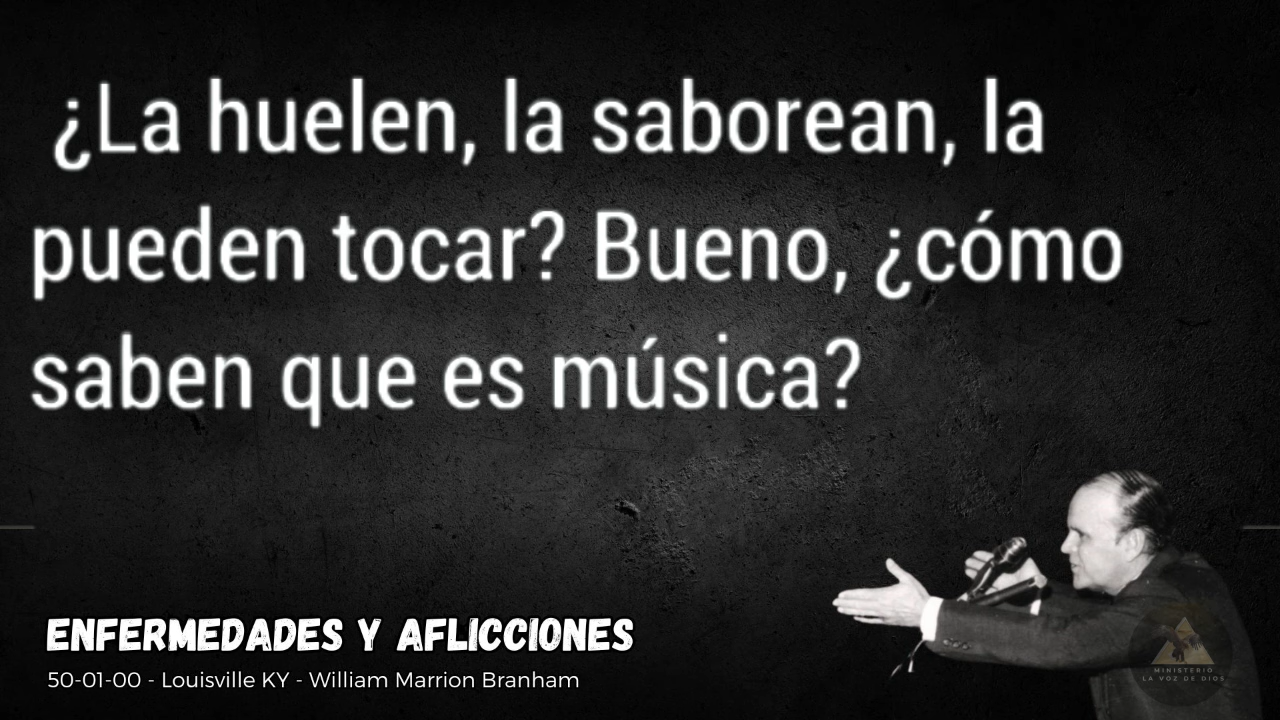 ¿La huelen, la saborean, la
pueden tocar? Bueno, ¿cómo
saben que es música?
ENFERMEDADES Y AFLICCIONES
50-01-00 - Louisville KY - William Marrion Branham
MINISTERIO
LA VOZ DE DIOS